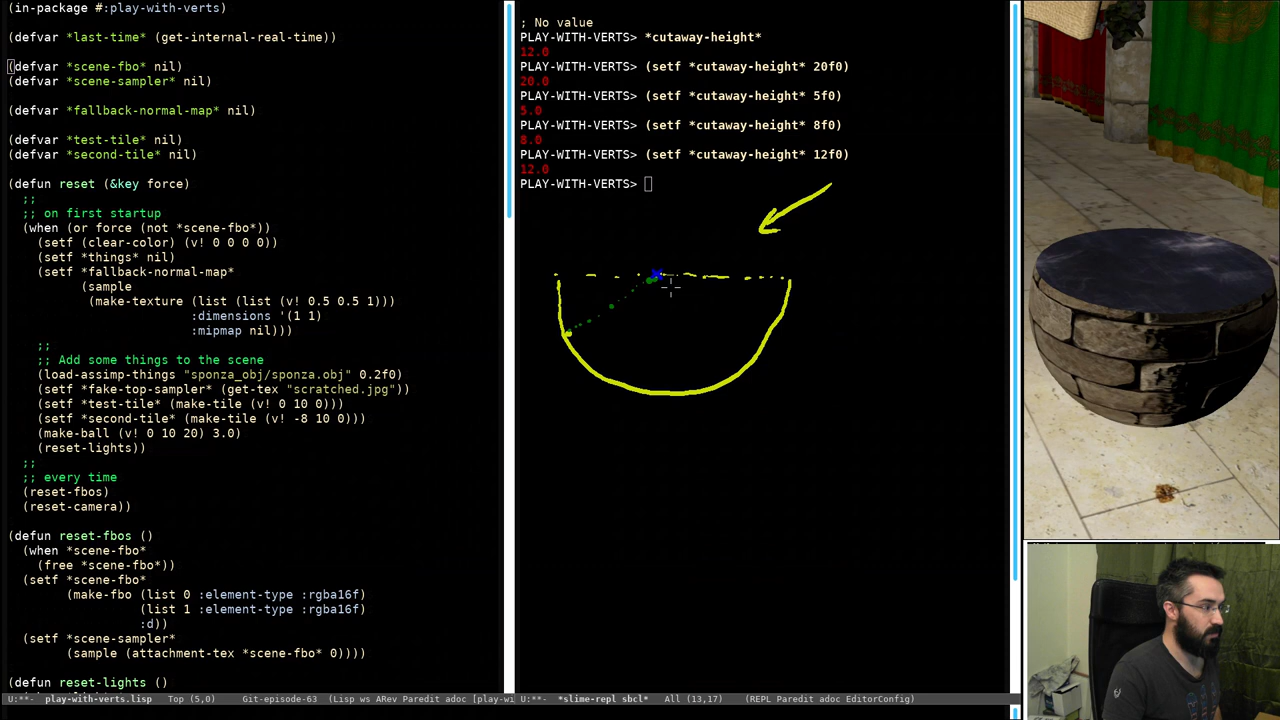 (in-package #:play-with-verts)
(defvar *last-time* (get-internal-real-time))
(defvar *scene-fbo* nil)
(defvar *scene-sampler* nil)
(defvar *fallback-normal-map* nil)
(defvar *test-tile* nil)
(defvar *second-tile* nil)
(defun reset (&key force)
;;
;; on first startup
(when (or force (not *scene-fbo*))
(setf (clear-color) (v! 0 0 0 0))
(setf *things* nil)
(setf *fallback-normal-map*
(sample
(make-texture (list (list (v! 0.5 0.5 1)))
:dimensions '(1 1)
:mipmap nil)))
;;
;; Add some things to the scene
(load-assimp-things "sponza_obj/sponza.obj" 0.2f0)
(setf *fake-top-sampler* (get-tex "scratched.jpg"))
(setf *test-tile* (make-tile (v! 0 10 0)))
(setf *second-tile* (make-tile (v! -8 10 0)))
(make-ball (v! 0 10 20) 3.0)
(reset-lights))
;;
;; every time
(reset-fbos)
(reset-camera))
(defun reset-fbos ()
(when *scene-fbo*
(free *scene-fbo*))
(setf *scene-fbo*
(make-fbo (list 0 :element-type :rgba16f)
(list 1 :element-type :rgba16f)
:d))
(setf *scene-sampler*
(sample (attachment-tex *scene-fbo* 0))))
(defun reset-lights ()
U:**-  play-with-verts.lisp   Top (5,0)   Git-episode-63  (Lisp ws ARev Paredit adoc [play-wi
; No value
PLAY-WITH-VERTS> *cutaway-height*
12.0
PLAY-WITH-VERTS> (setf *cutaway-height* 20f0)
20.0
PLAY-WITH-VERTS> (setf *cutaway-height* 5f0)
5.0
PLAY-WITH-VERTS> (setf *cutaway-height* 8f0)
8.0
PLAY-WITH-VERTS> (setf *cutaway-height* 12f0)
12.0
PLAY-WITH-VERTS>
U:**-  *slime-repl sbcl*   All (13,17)   (REPL Paredit adoc EditorConfig)